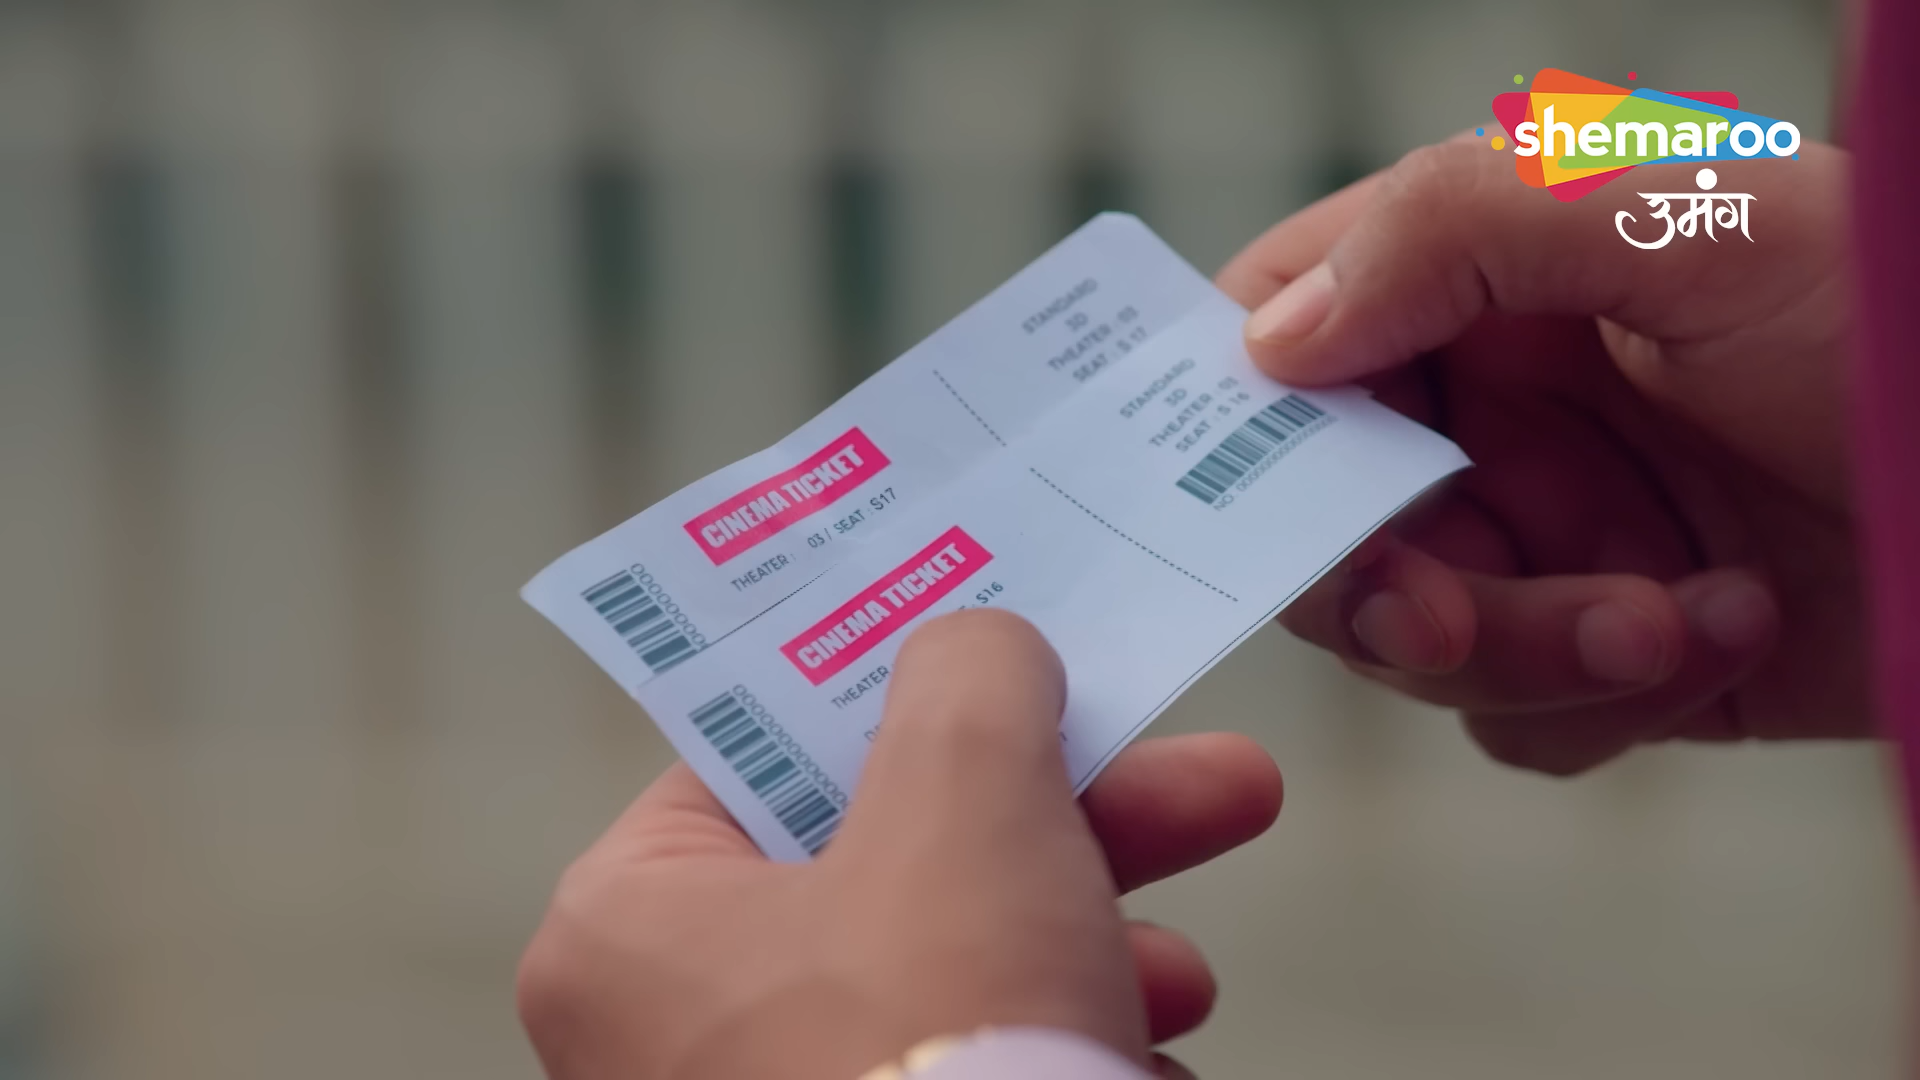 shemaroo
उमंग
STANDARD
3D
THEATER : 03
SEAT : S 17
CINEMA TICKET
THEATER : 03 / SEAT : S17
STANDARD
3D
THEATER : 03
SEAT : S 16
CINEMA TICKET
THEATER
S16